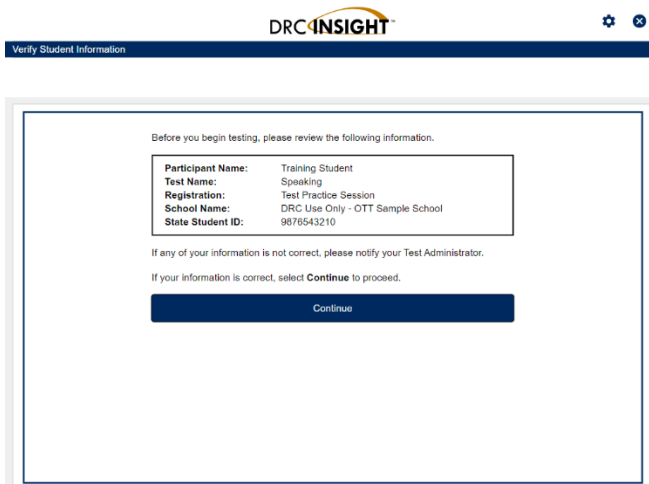 DRC INSIGHT™
Verify Student Information
Before you begin testing, please review the following information.
Participant Name: Training Student
Test Name: Speaking
Registration: Test Practice Session
School Name: DRC Use Only - OTT Sample School
State Student ID: 9876543210
If any of your information is not correct, please notify your Test Administrator.
If your information is correct, select Continue to proceed.
Continue